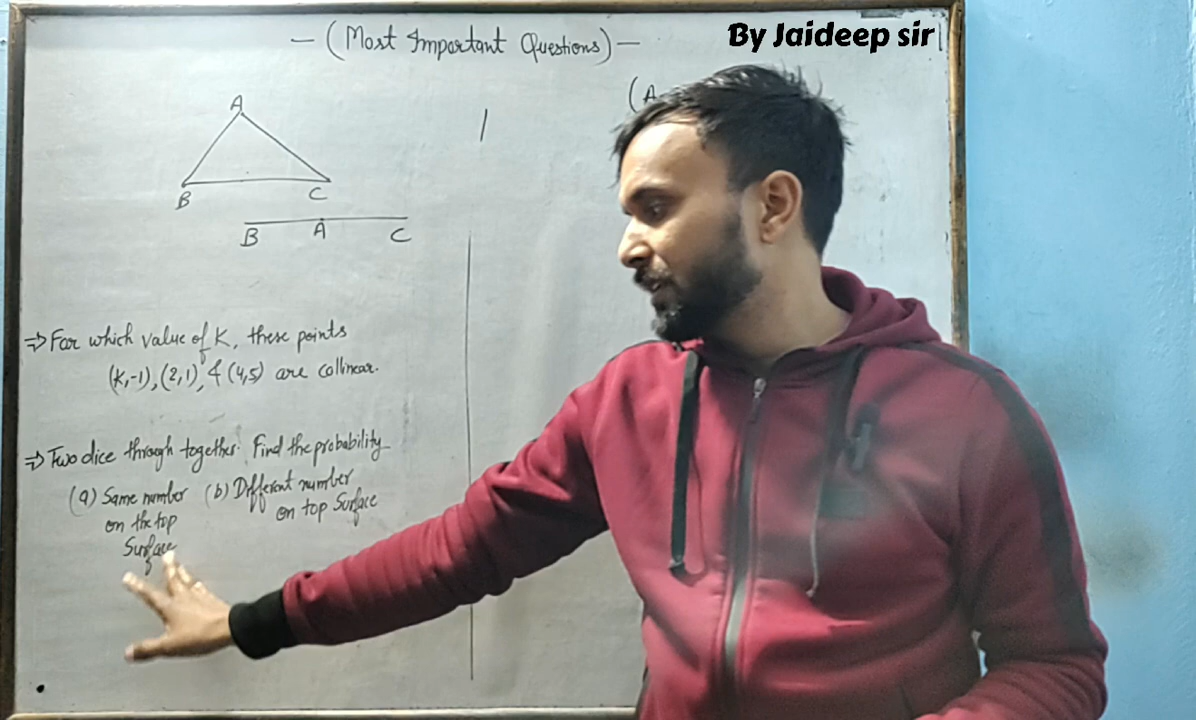 — (Most Important Questions) —
By Jaideep sir
(A
A
B C
B A C
⇒ For which value of K, these points
(K,-1), (2,1), & (4,5) are collinear.
⇒ Two dice through together. Find the probability
(a) Same number
on the top
Surface
(b) Different number
on top Surface